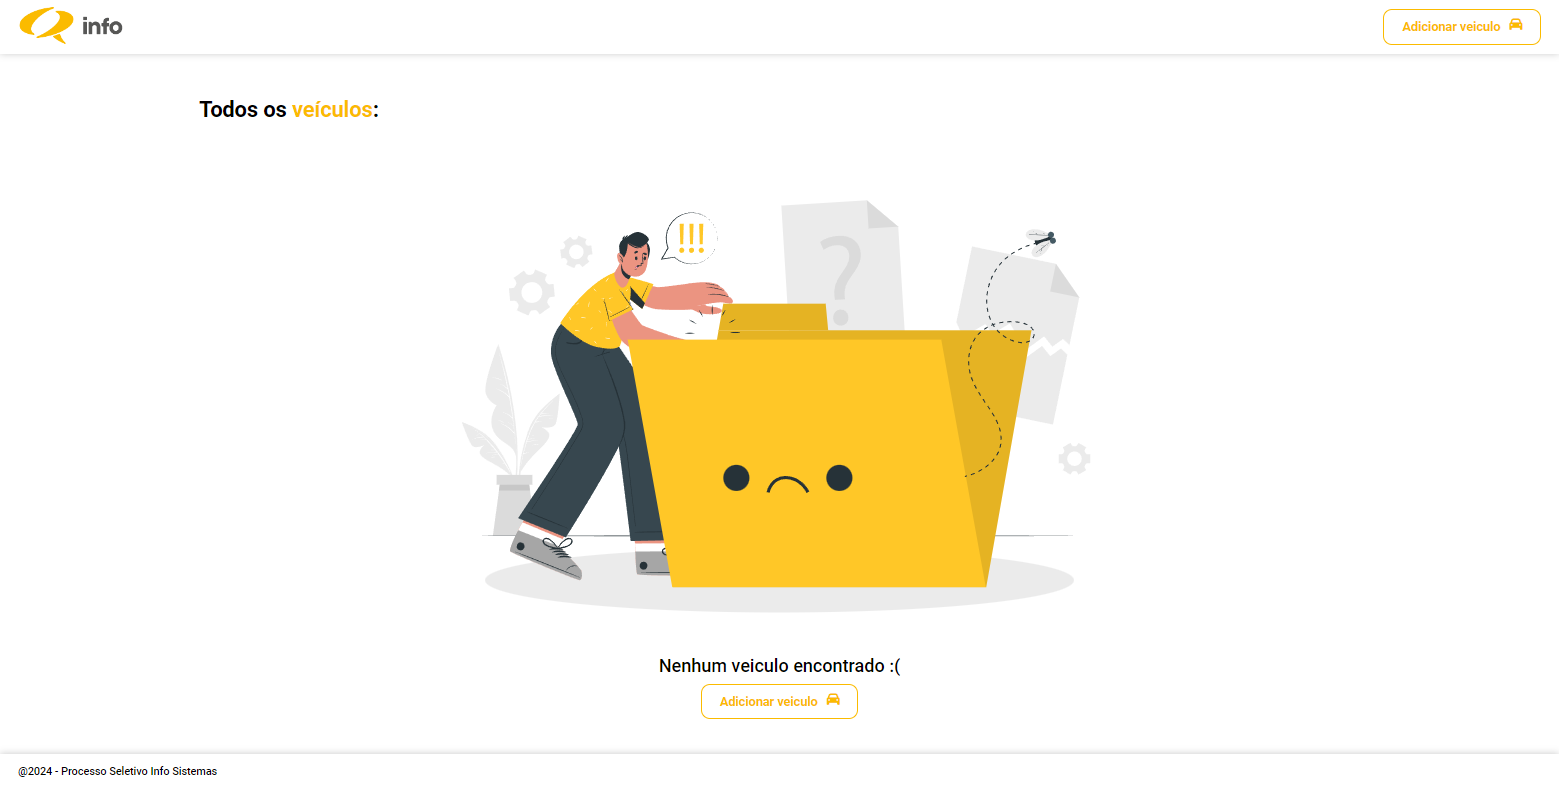 info
Adicionar veiculo
Todos os veículos:
!!!
?
Nenhum veiculo encontrado :(
Adicionar veiculo
@2024 - Processo Seletivo Info Sistemas